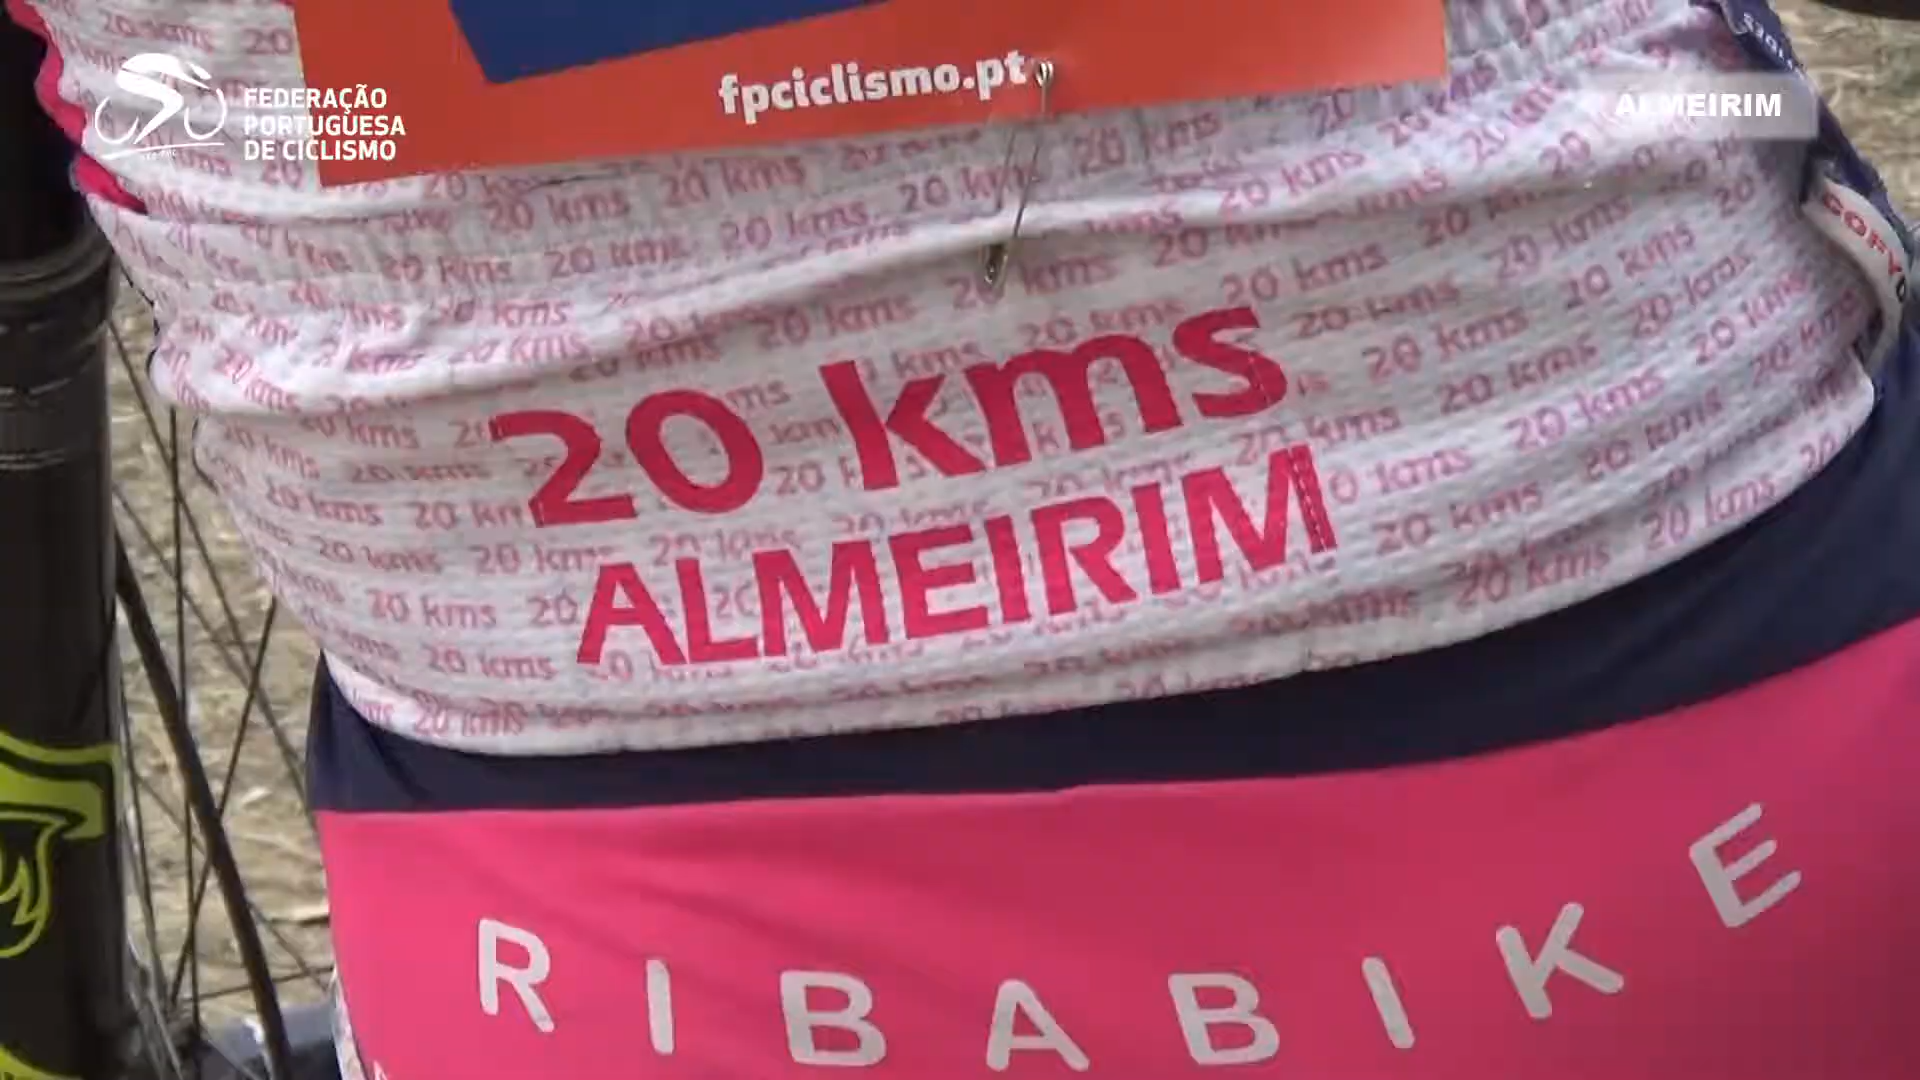 fpciclismo.pt
FEDERAÇÃO
PORTUGUESA
DE CICLISMO
ALMEIRIM
20 kms
ALMEIRIM
RIBABIKE